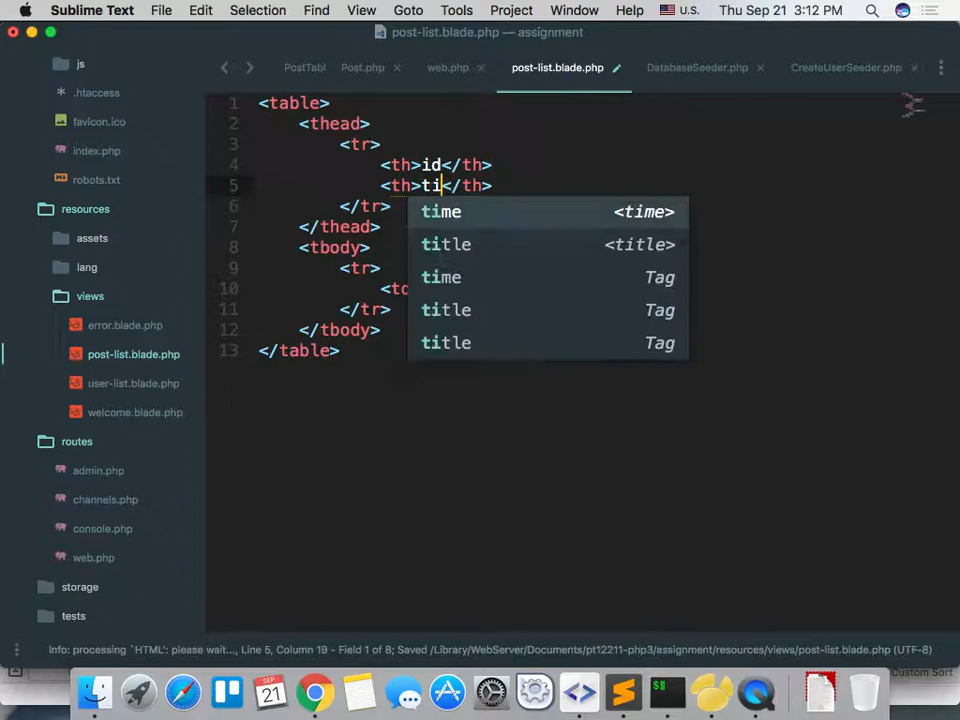 Sublime Text File Edit Selection Find View Goto Tools Project Window Help U.S. Thu Sep 21 3:12 PM
post-list.blade.php — assignment
js
.htaccess
favicon.ico
index.php
robots.txt
resources
assets
lang
views
error.blade.php
post-list.blade.php
user-list.blade.php
welcome.blade.php
routes
admin.php
channels.php
console.php
web.php
storage
tests
PostTabl Post.php × web.php × post-list.blade.php DatabaseSeeder.php × CreateUserSeeder.php ×
1 <table>
2 <thead>
3 <tr>
4 <th>id</th>
5 <th>ti</th>
6 </tr>
7 </thead>
8 <tbody>
9 <tr>
10 <td
11 </tr>
12 </tbody>
13 </table>
time <time>
title <title>
time Tag
title Tag
title Tag
Info: processing `HTML': please wait..., Line 5, Column 19 - Field 1 of 8; Saved /Library/WebServer/Documents/pt12211-php3/assignment/resources/views/post-list.blade.php (UTF-8)
Custom Sort
SEP
21